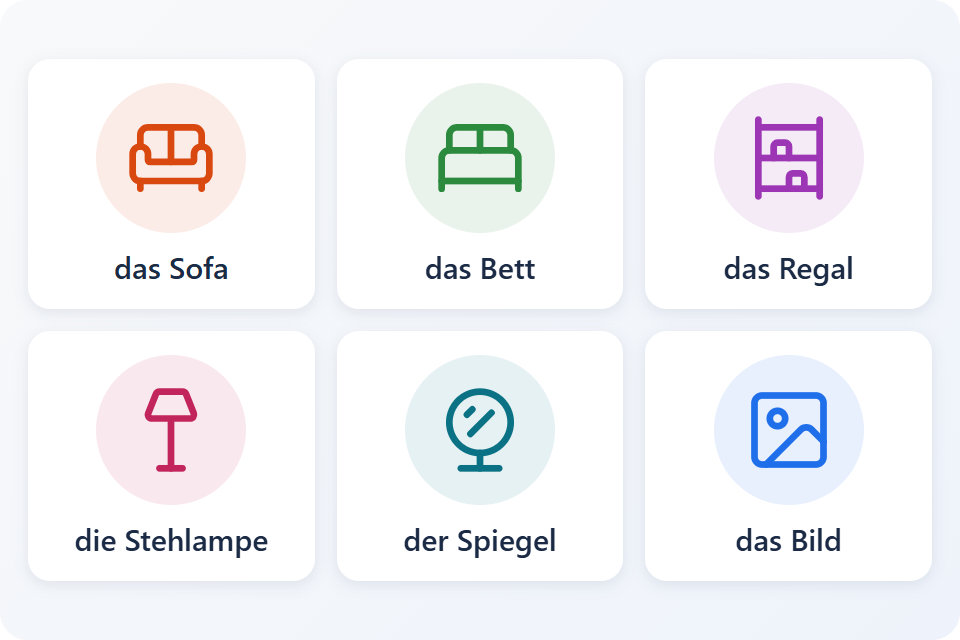 das Sofa
das Bett
das Regal
die Stehlampe
der Spiegel
das Bild